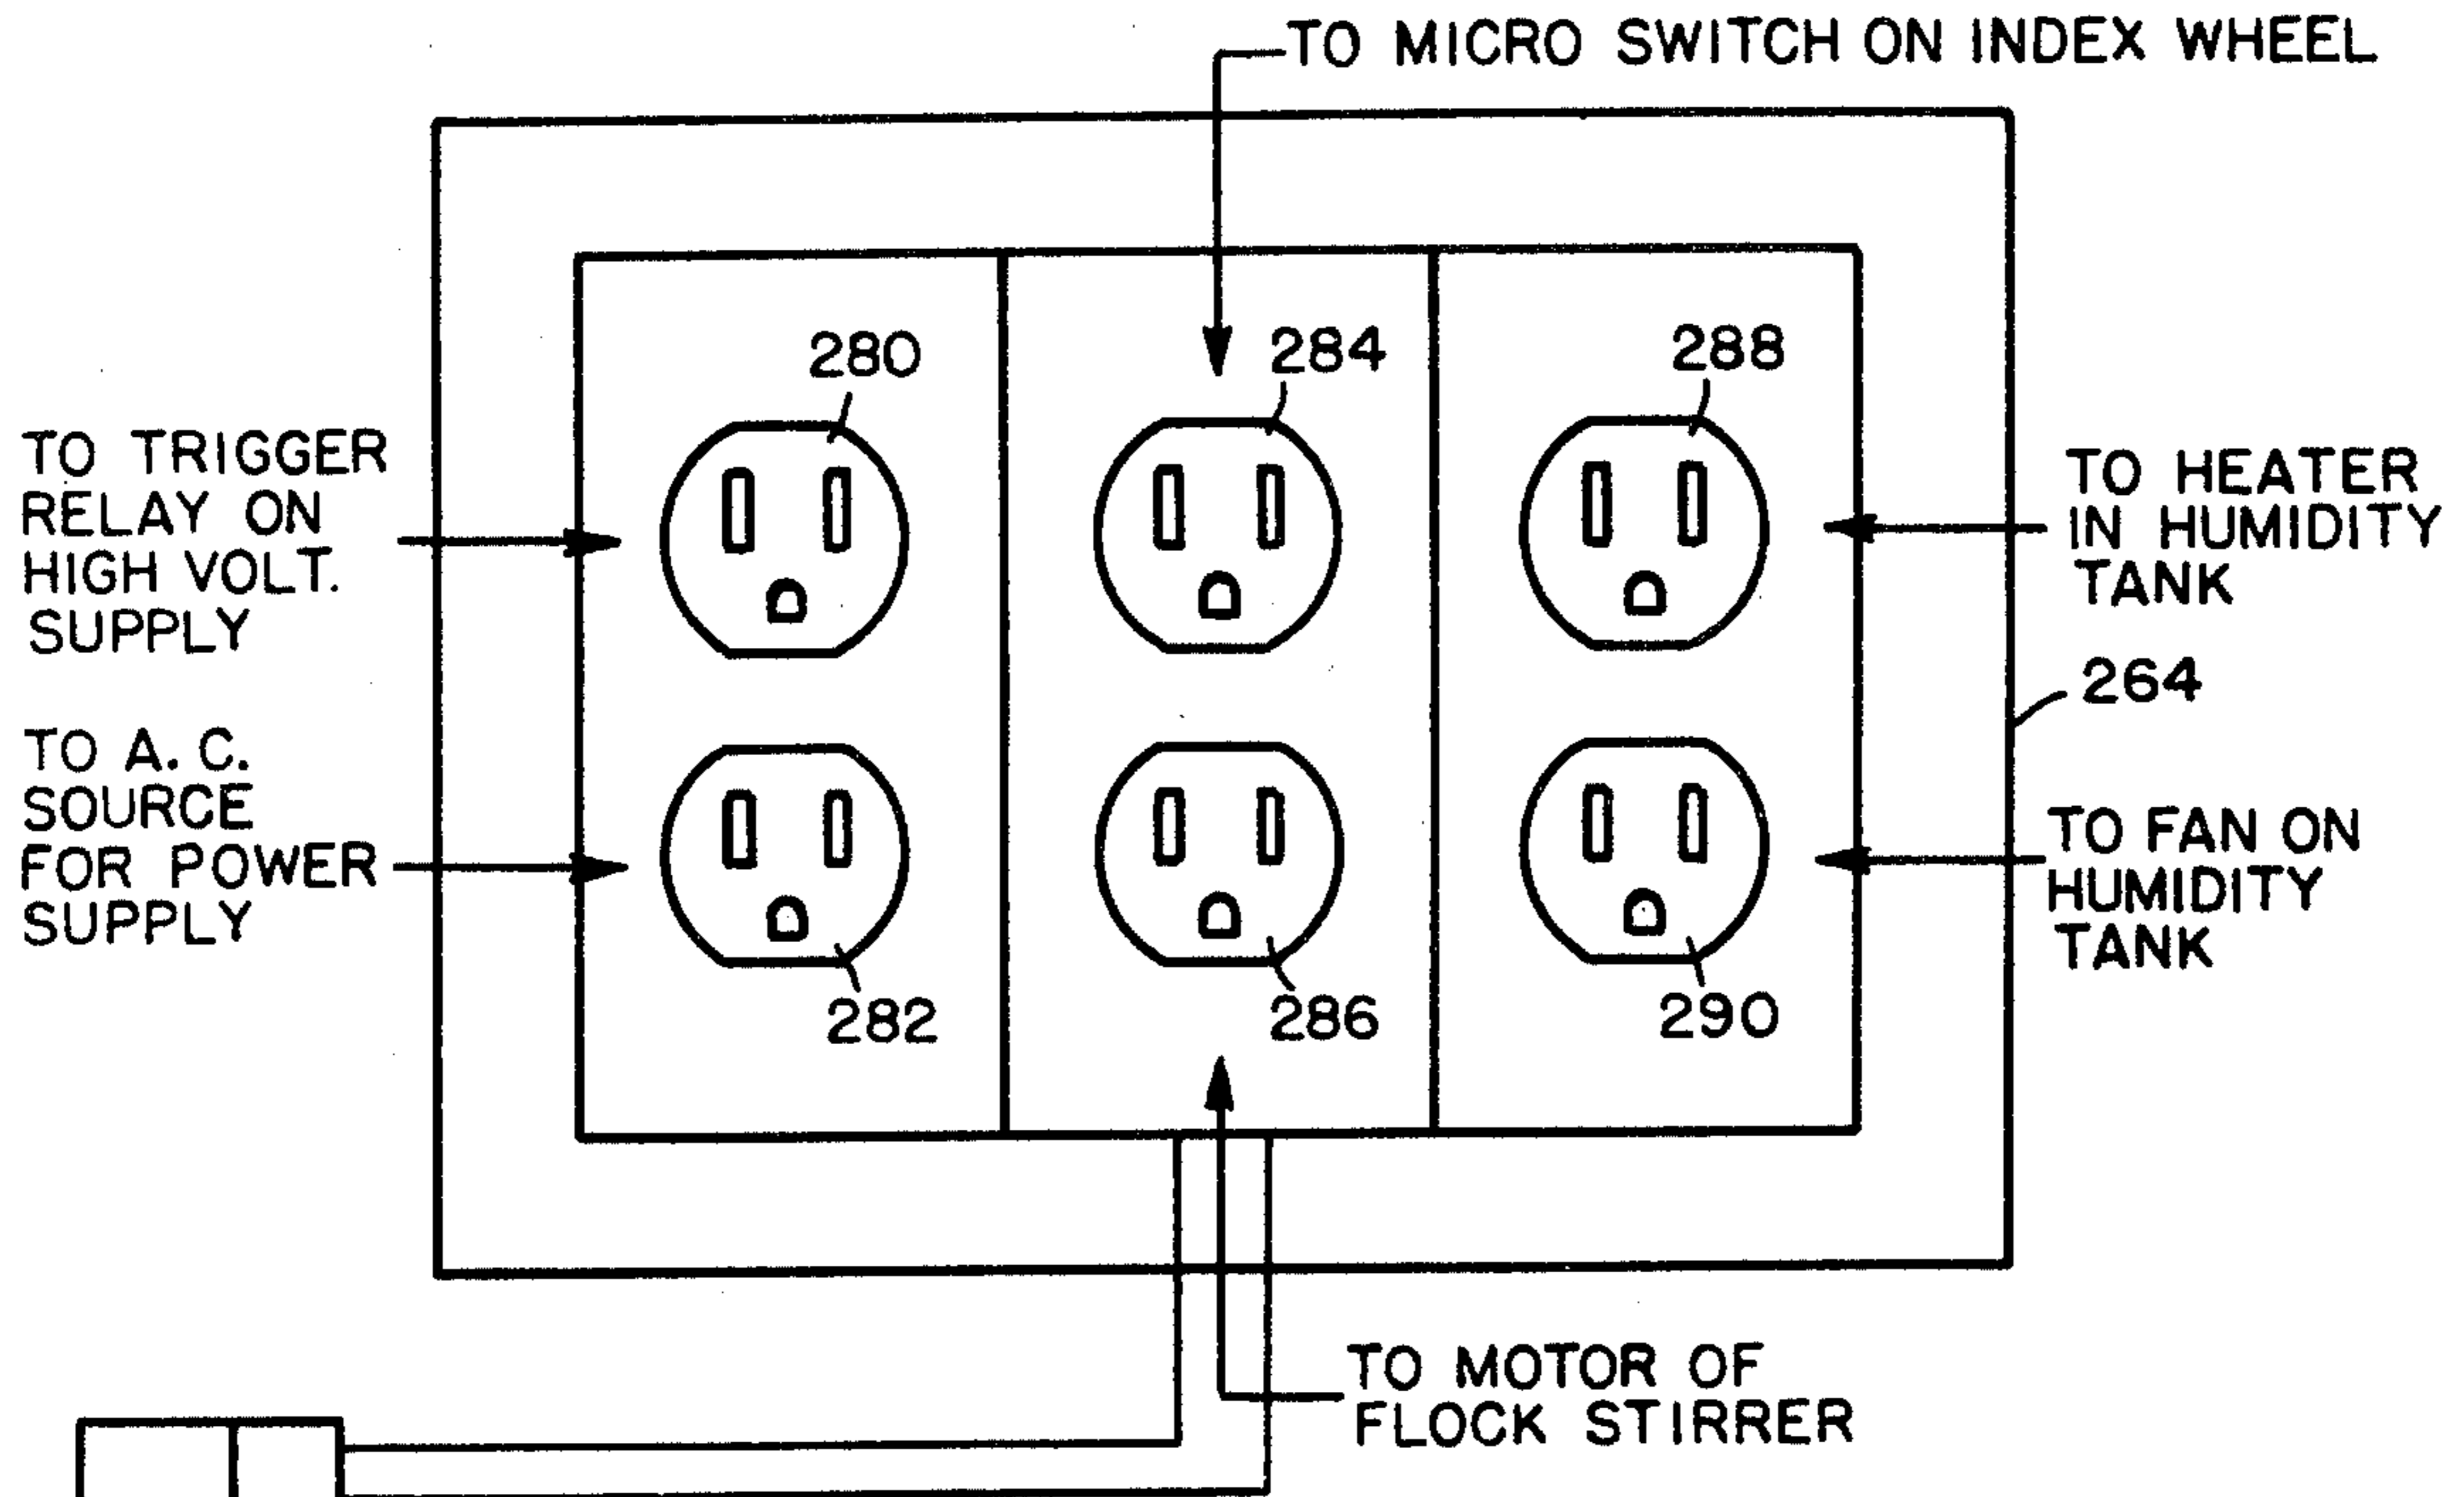 TO MICRO SWITCH ON INDEX WHEEL
280
284
288
TO TRIGGER
RELAY ON
HIGH VOLT.
SUPPLY
TO HEATER
IN HUMIDITY
TANK
264
TO A. C.
SOURCE
FOR POWER
SUPPLY
TO FAN ON
HUMIDITY
TANK
282
286
290
TO MOTOR OF
FLOCK STIRRER